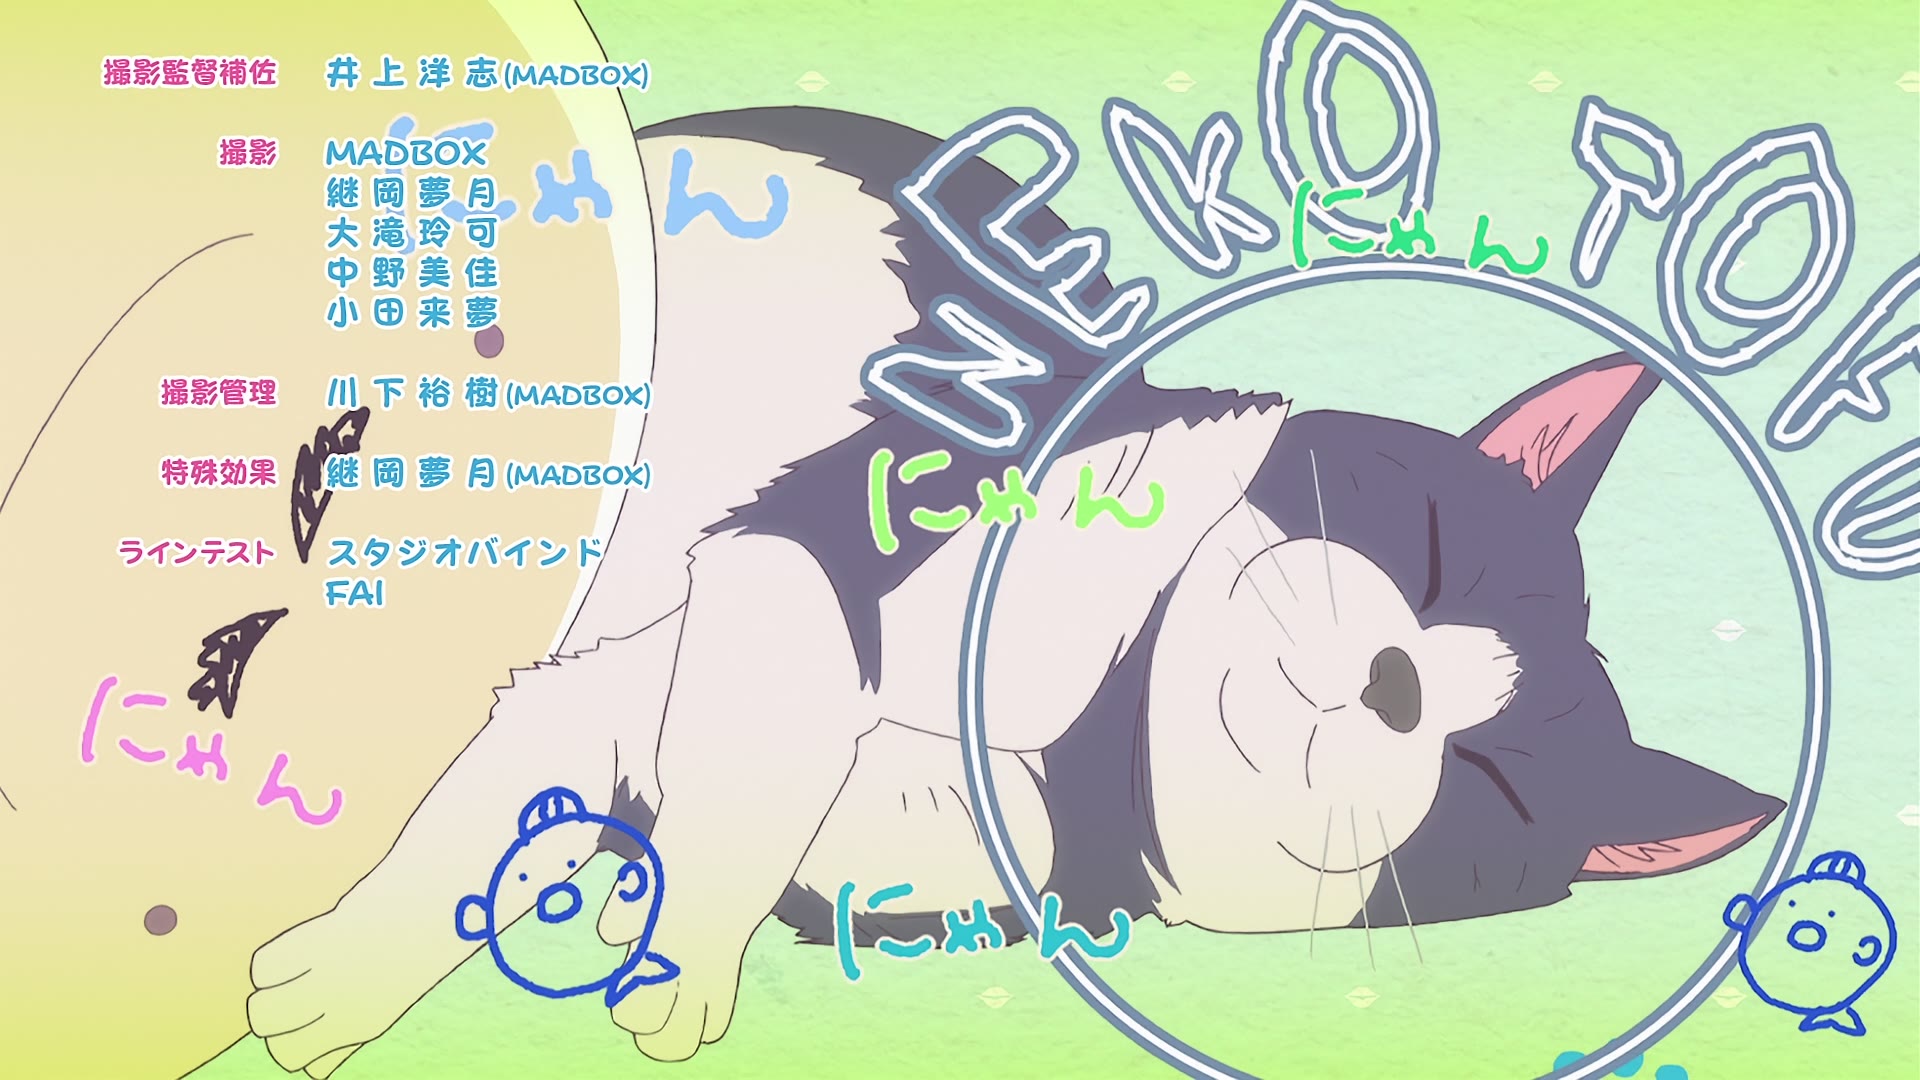 撮影監督補佐 井上洋志(MADBOX)
撮影 MADBOX
継岡夢月
大滝玲可
中野美佳
小田来夢
撮影管理 川下裕樹(MADBOX)
特殊効果 継岡夢月(MADBOX)
ラインテスト スタジオバインド
FAI
にゃん
NEKO
にゃん
にゃん
にゃん
にゃん